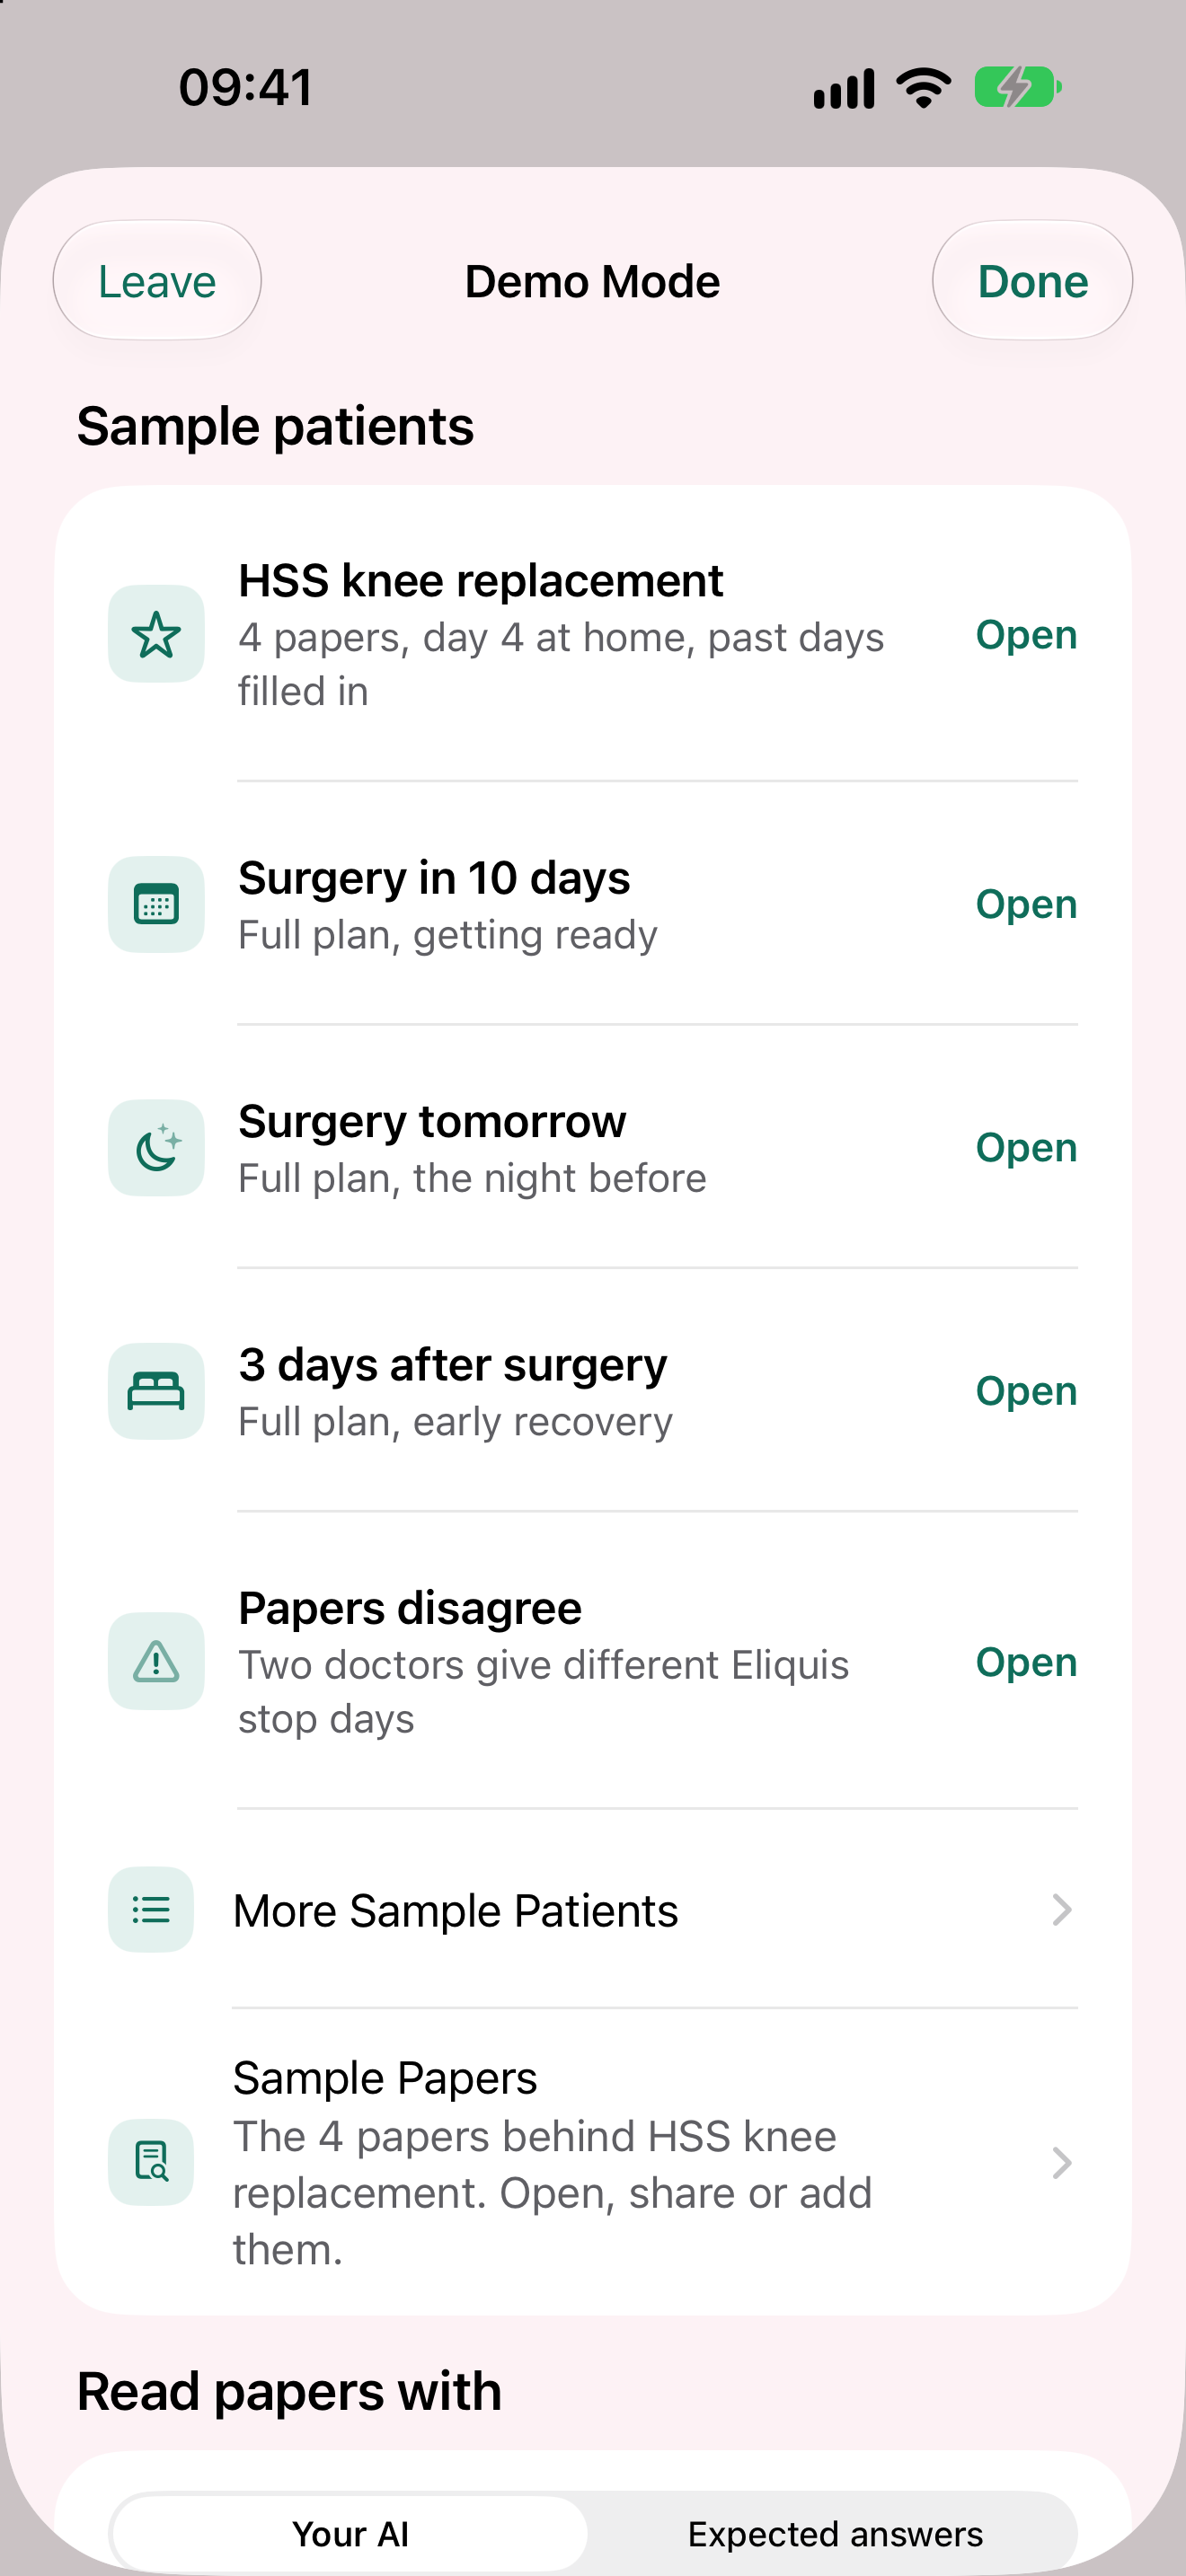 09:41
Leave
Demo Mode
Done
Sample patients
HSS knee replacement
4 papers, day 4 at home, past days
filled in
Open
Surgery in 10 days
Full plan, getting ready
Open
Surgery tomorrow
Full plan, the night before
Open
3 days after surgery
Full plan, early recovery
Open
Papers disagree
Two doctors give different Eliquis
stop days
Open
More Sample Patients
Sample Papers
The 4 papers behind HSS knee
replacement. Open, share or add
them.
Read papers with
Your AI
Expected answers